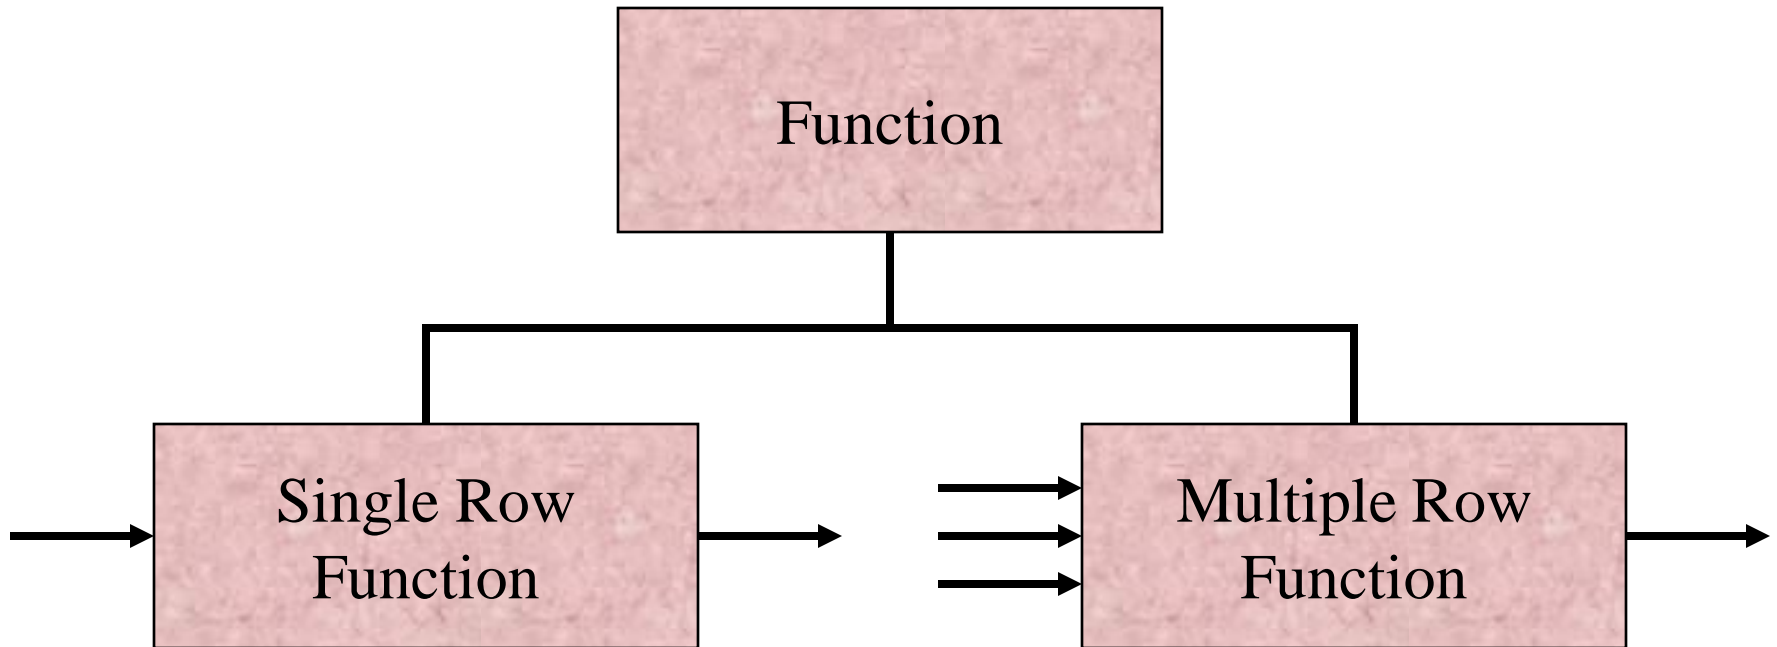 Function
Single Row
Function
Multiple Row
Function